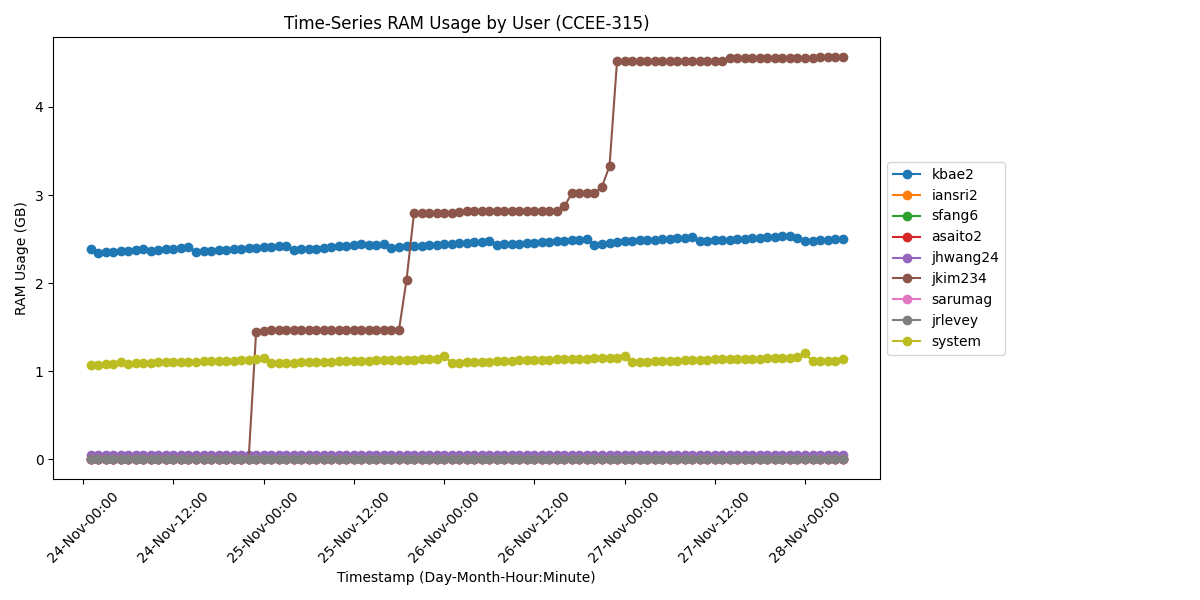 Time-Series RAM Usage by User (CCEE-315)
RAM Usage (GB)
4
3
2
1
0
24-Nov-00:00
24-Nov-12:00
25-Nov-00:00
25-Nov-12:00
26-Nov-00:00
26-Nov-12:00
27-Nov-00:00
27-Nov-12:00
28-Nov-00:00
Timestamp (Day-Month-Hour:Minute)
kbae2
iansri2
sfang6
asaito2
jhwang24
jkim234
sarumag
jrlevey
system